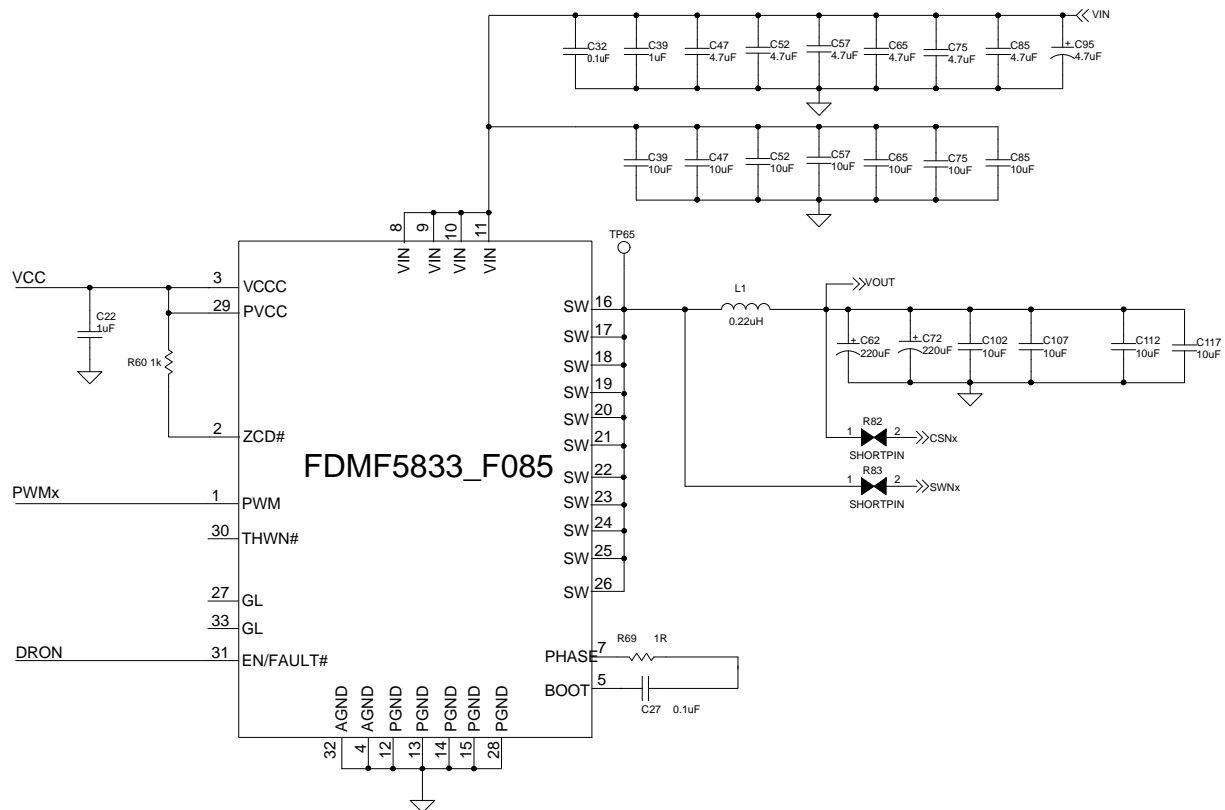 VIN
C32 0.1uF
C39 1uF
C47 4.7uF
C52 4.7uF
C57 4.7uF
C65 4.7uF
C75 4.7uF
C85 4.7uF
+ C95 4.7uF
C39 10uF
C47 10uF
C52 10uF
C57 10uF
C65 10uF
C75 10uF
C85 10uF
8 9 10 11
VIN VIN VIN VIN
TP65
VCC
3 VCCC
29 PVCC
C22 1uF
R60 1k
2 ZCD#
FDMF5833_F085
PWMx
1 PWM
30 THWN#
27 GL
33 GL
DRON
31 EN/FAULT#
SW 16
SW 17
SW 18
SW 19
SW 20
SW 21
SW 22
SW 23
SW 24
SW 25
SW 26
L1
0.22uH
VOUT
+ C62 220uF
+ C72 220uF
C102 10uF
C107 10uF
C112 10uF
C117 10uF
R82
1 2 CSNx
SHORTPIN
R83
1 2 SWNx
SHORTPIN
PHASE 7
R69 1R
BOOT 5
C27 0.1uF
AGND AGND PGND PGND PGND PGND PGND
32 4 12 13 14 15 28